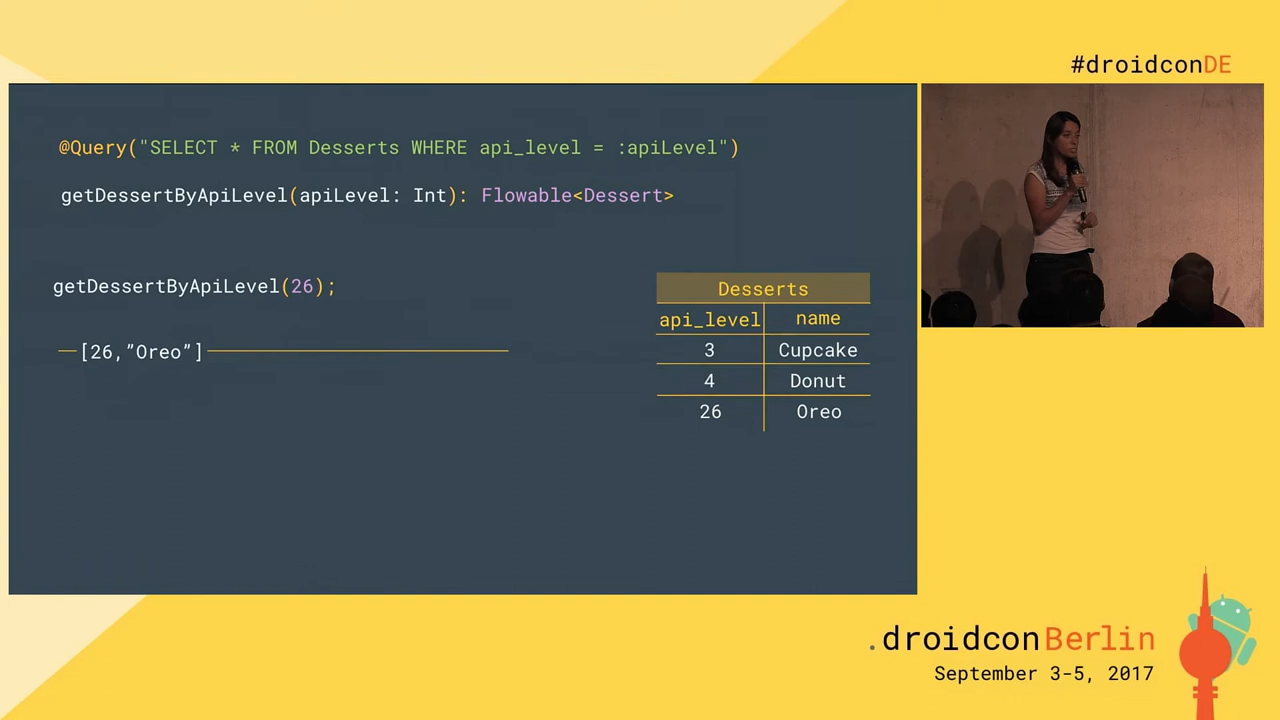 #droidconDE
@Query("SELECT * FROM Desserts WHERE api_level = :apiLevel")
getDessertByApiLevel(apiLevel: Int): Flowable<Dessert>
getDessertByApiLevel(26);
[26,”Oreo”]
Desserts
api_level name
3 Cupcake
4 Donut
26 Oreo
.droidconBerlin
September 3-5, 2017